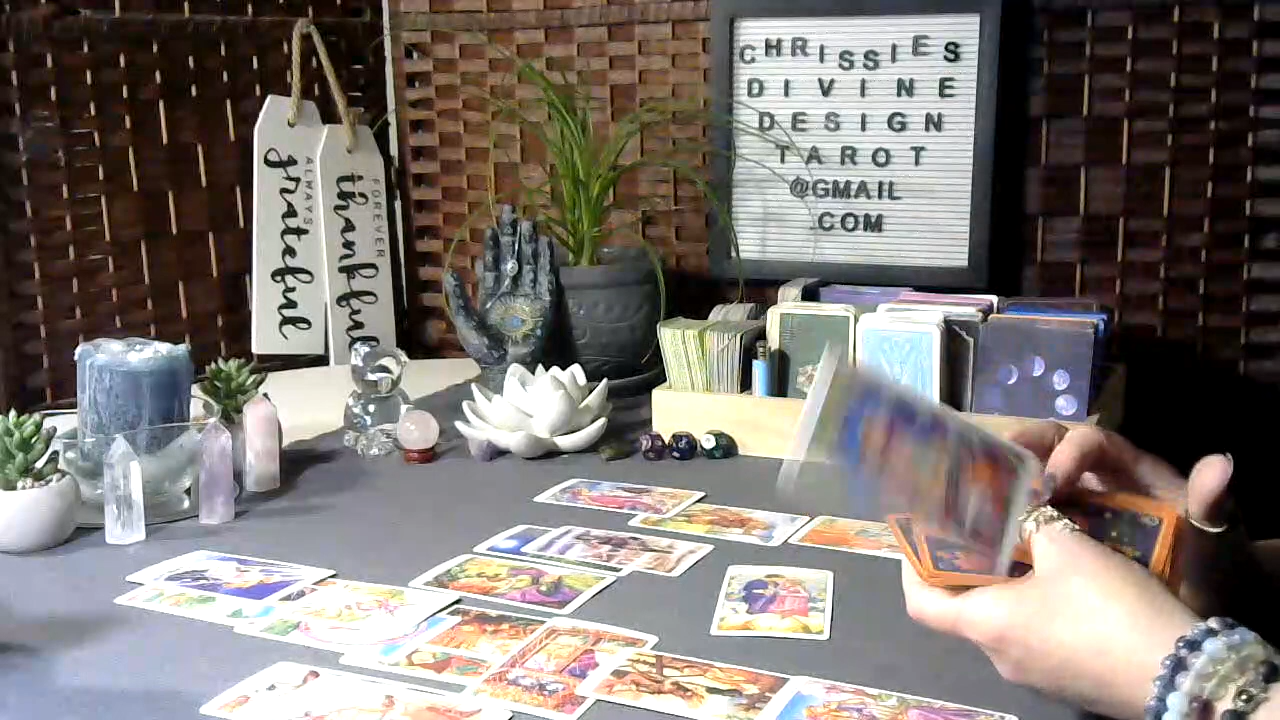 ALWAYS
grateful
FOREVER
thankful
CHRISSIES
DIVINE
DESIGN
TAROT
@GMAIL
.COM